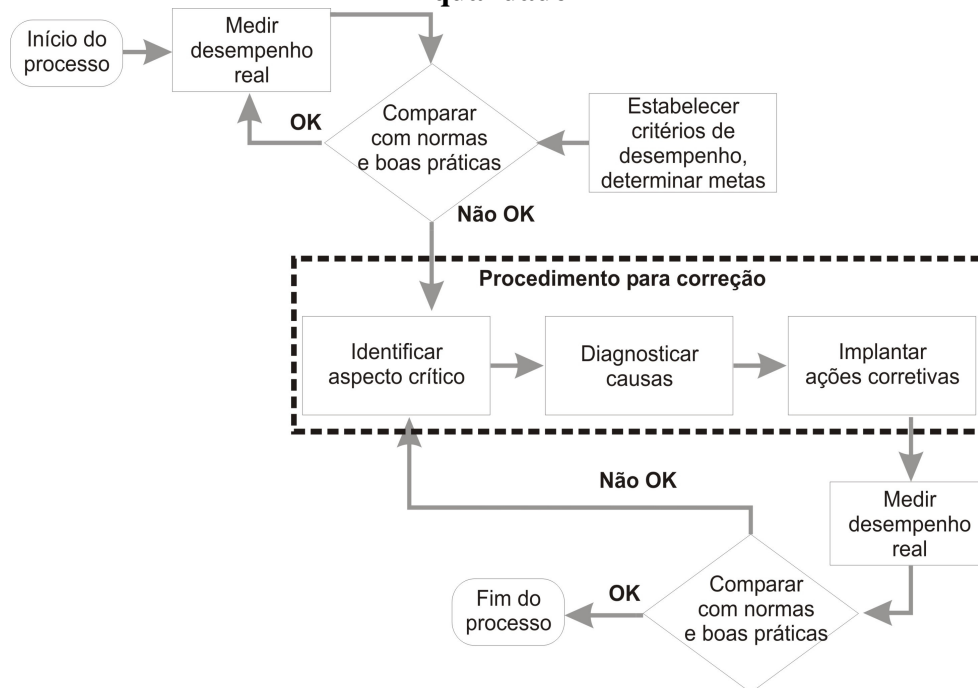 Início do
processo
Medir
desempenho
real
OK
Comparar
com normas
e boas práticas
Estabelecer
critérios de
desempenho,
determinar metas
Não OK
Procedimento para correção
Identificar
aspecto crítico
Diagnosticar
causas
Implantar
ações corretivas
Não OK
Medir
desempenho
real
Comparar
com normas
e boas práticas
OK
Fim do
processo